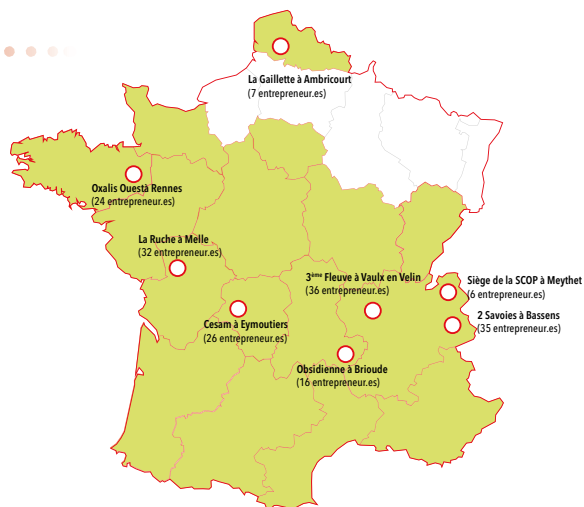 La Gaillette à Ambricourt
(7 entrepreneur.es)
Oxalis Ouestà Rennes
(24 entrepreneur.es)
La Ruche à Melle
(32 entrepreneur.es)
3ème Fleuve à Vaulx en Velin
(36 entrepreneur.es)
Siège de la SCOP à Meythet
(6 entrepreneur.es)
2 Savoies à Bassens
(35 entrepreneur.es)
Cesam à Eymoutiers
(26 entrepreneur.es)
Obsidienne à Brioude
(16 entrepreneur.es)